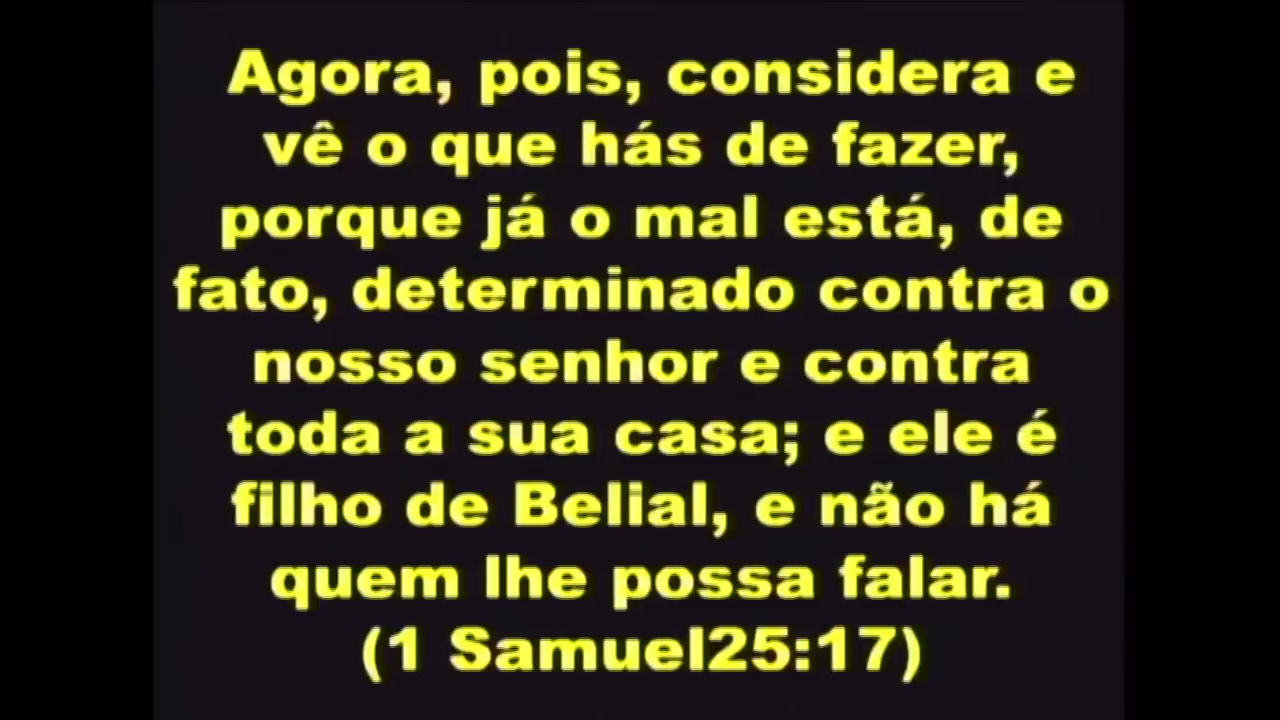 Agora, pois, considera e
vê o que hás de fazer,
porque já o mal está, de
fato, determinado contra o
nosso senhor e contra
toda a sua casa; e ele é
filho de Belial, e não há
quem lhe possa falar.
(1 Samuel25:17)